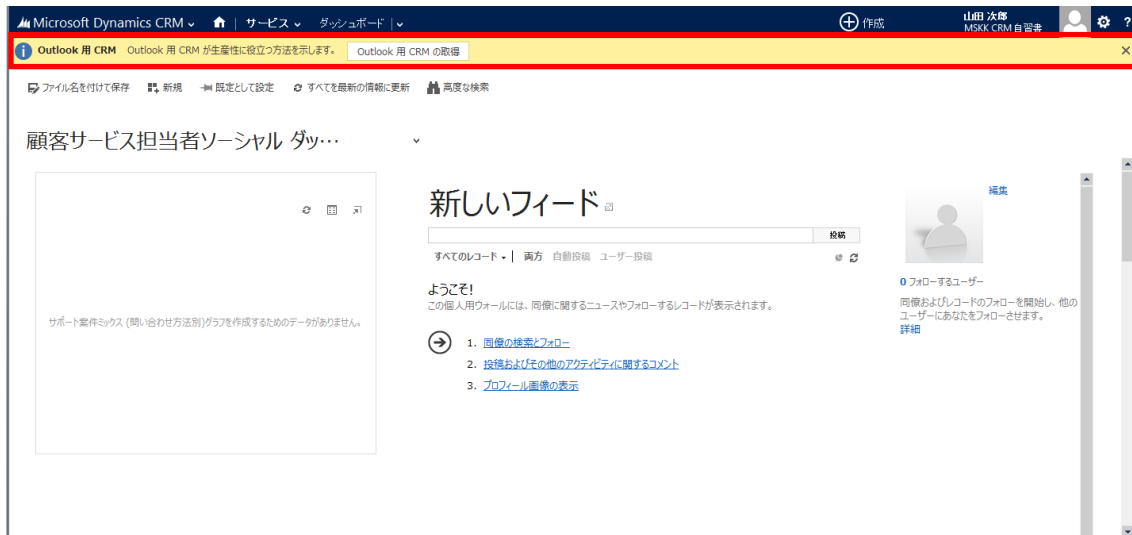 Microsoft Dynamics CRM サービス ダッシュボード 作成 山田 次郎
MSKK CRM 自習書 ?
Outlook 用 CRM Outlook 用 CRM が生産性に役立つ方法を示します。 Outlook 用 CRM の取得 ×
ファイル名を付けて保存 新規 既定として設定 すべてを最新の情報に更新 高度な検索
顧客サービス担当者ソーシャル ダッ…
新しいフィード
編集
投稿
すべてのレコード 両方 自動投稿 ユーザー投稿
ようこそ!
この個人用ウォールには、同僚に関するニュースやフォローするレコードが表示されます。
1. 同僚の検索とフォロー
2. 投稿およびその他のアクティビティに関するコメント
3. プロフィール画像の表示
サポート案件ミックス (問い合わせ方法別)グラフを作成するためのデータがありません。
0 フォローするユーザー
同僚およびレコードのフォローを開始し、他の
ユーザーにあなたをフォローさせます。
詳細